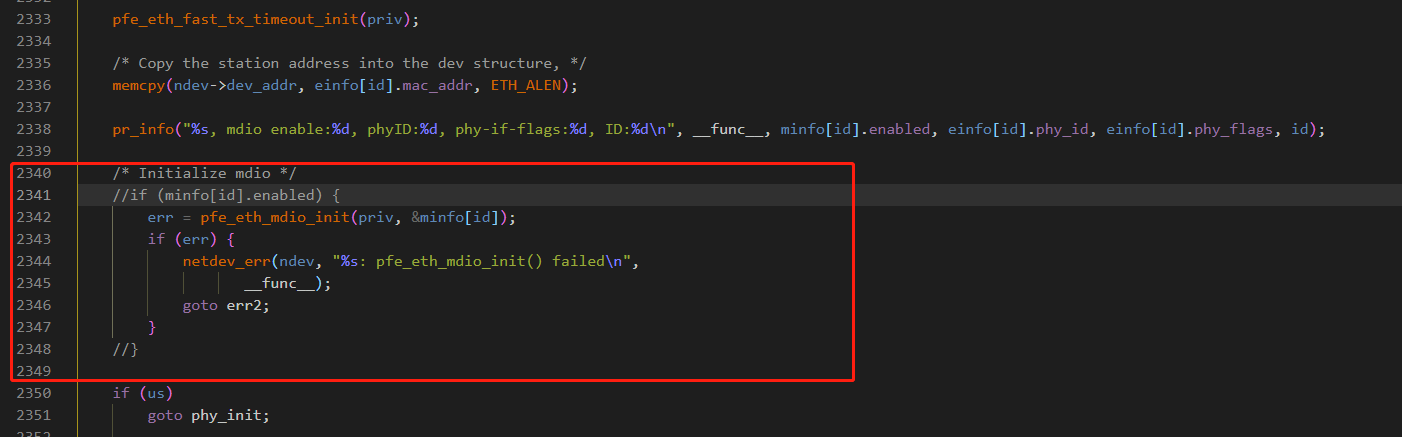 2333 pfe_eth_fast_tx_timeout_init(priv);
2334
2335 /* Copy the station address into the dev structure, */
2336 memcpy(ndev->dev_addr, einfo[id].mac_addr, ETH_ALEN);
2337
2338 pr_info("%s, mdio enable:%d, phyID:%d, phy-if-flags:%d, ID:%d\n", __func__, minfo[id].enabled, einfo[id].phy_id, einfo[id].phy_flags, id);
2339
2340 /* Initialize mdio */
2341 //if (minfo[id].enabled) {
2342 err = pfe_eth_mdio_init(priv, &minfo[id]);
2343 if (err) {
2344 netdev_err(ndev, "%s: pfe_eth_mdio_init() failed\n",
2345 __func__);
2346 goto err2;
2347 }
2348 //}
2349
2350 if (us)
2351 goto phy_init;